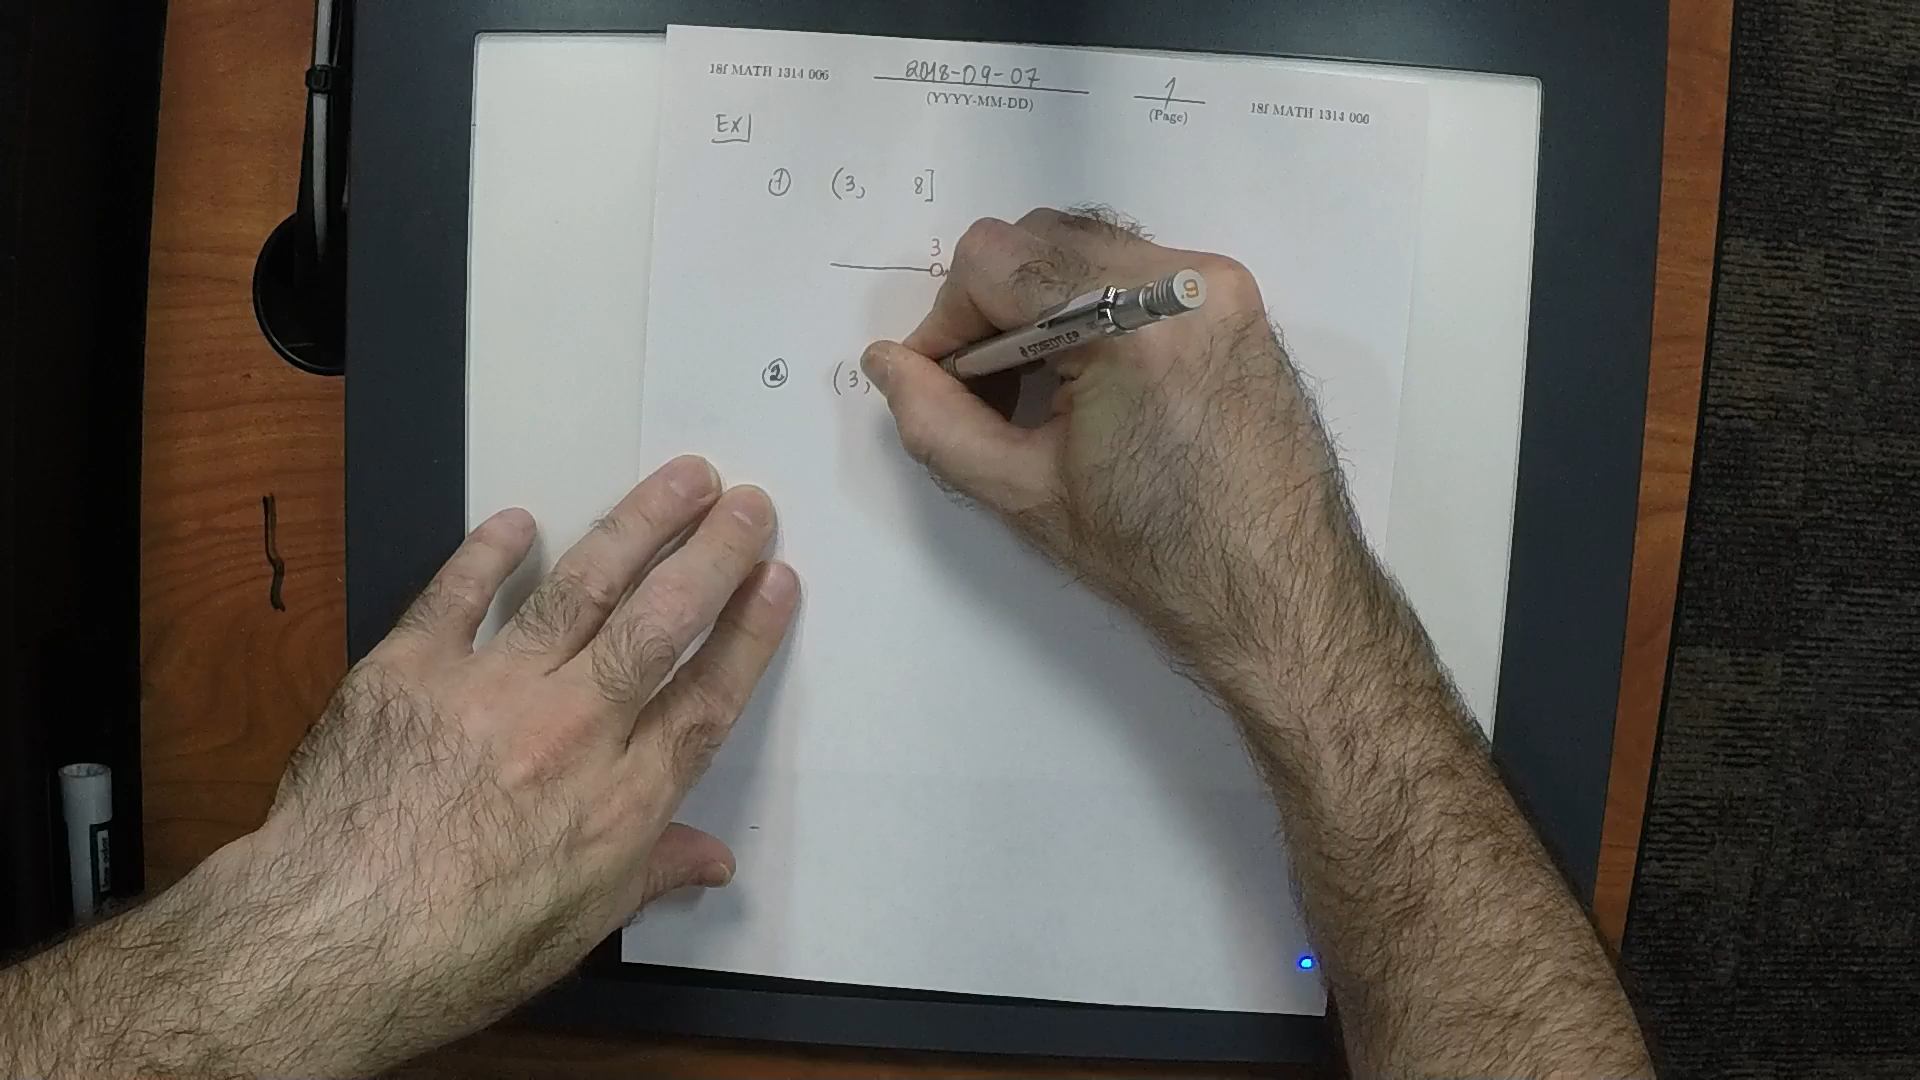 18f MATH 1314 006 2018-09-07 1 18f MATH 1314 006
(YYYY-MM-DD) (Page)
EX
1 (3, 8]
3
2 (3,
STAEDTLER
.9